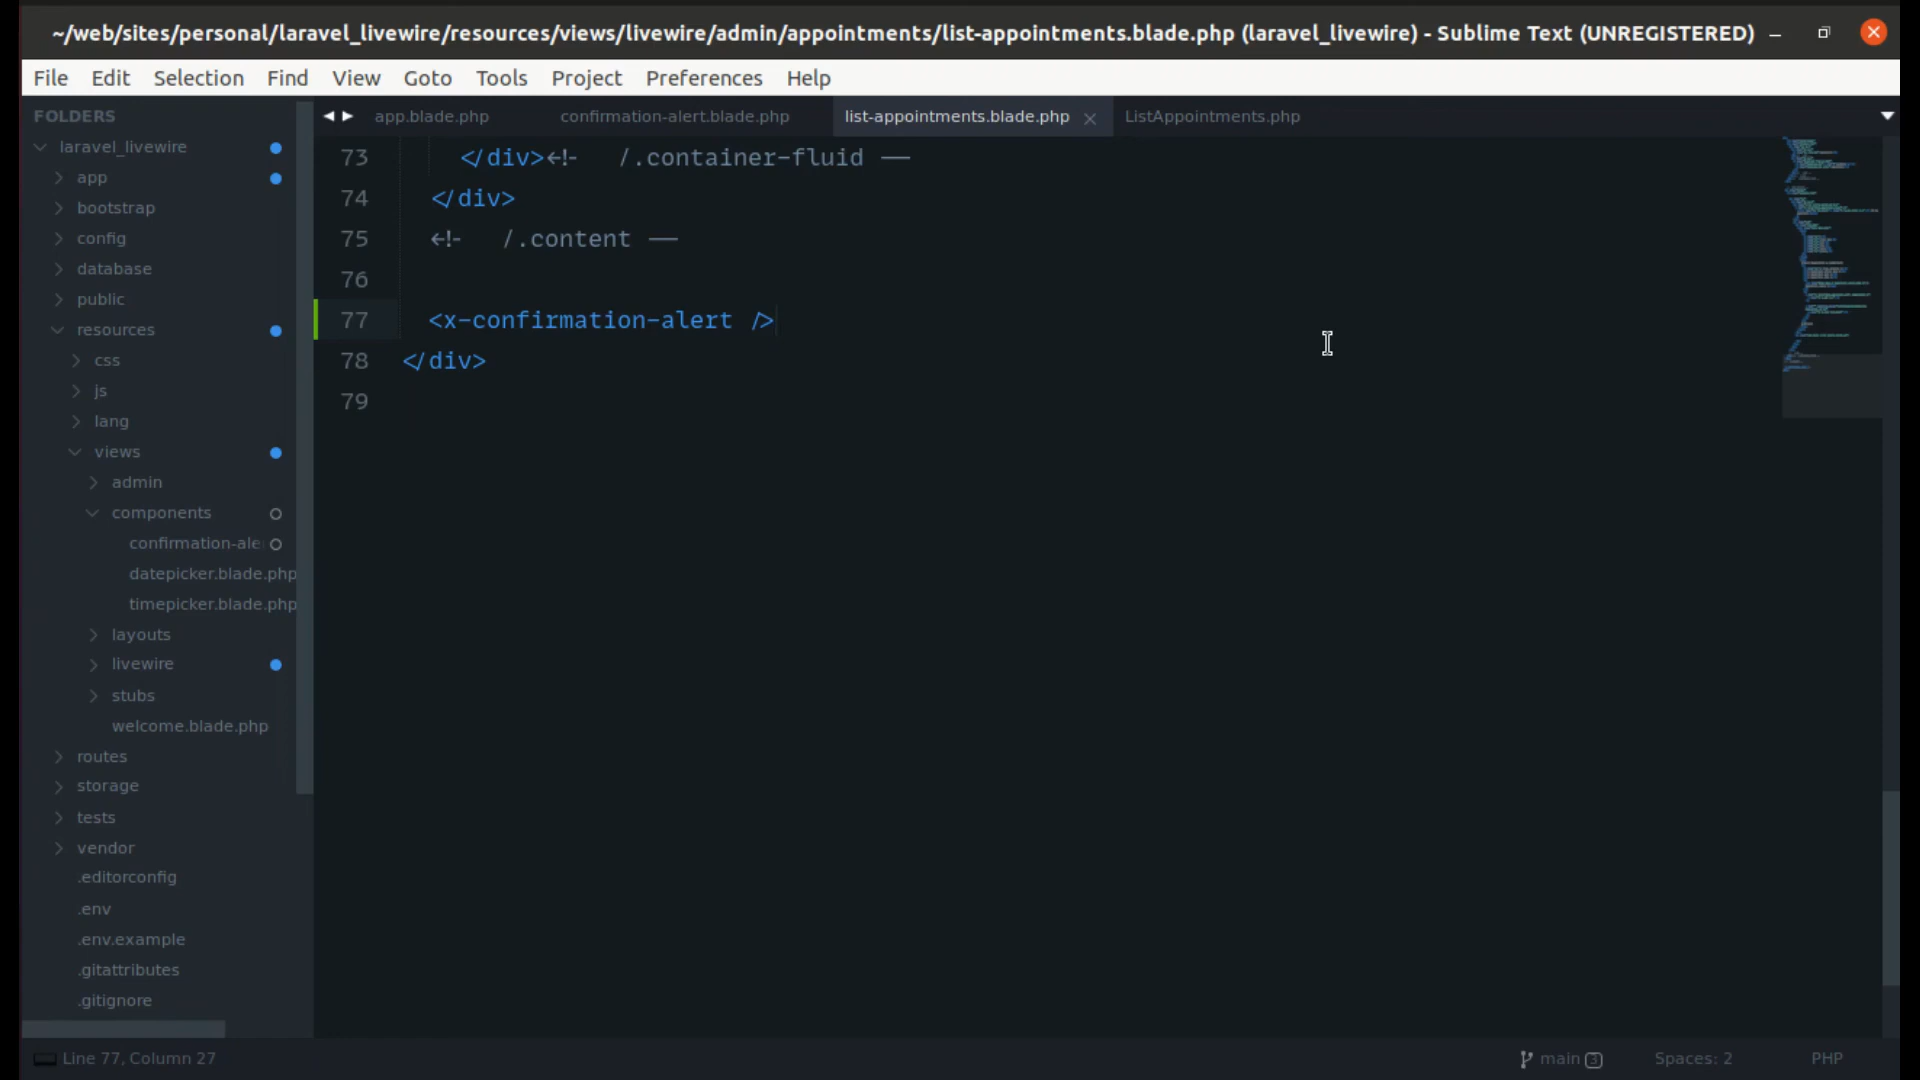 ~/web/sites/personal/laravel_livewire/resources/views/livewire/admin/appointments/list-appointments.blade.php (laravel_livewire) - Sublime Text (UNREGISTERED)
File Edit Selection Find View Goto Tools Project Preferences Help
FOLDERS
laravel_livewire
app
bootstrap
config
database
public
resources
css
js
lang
views
admin
components
confirmation-ale
datepicker.blade.php
timepicker.blade.php
layouts
livewire
stubs
welcome.blade.php
routes
storage
tests
vendor
.editorconfig
.env
.env.example
.gitattributes
.gitignore
app.blade.php confirmation-alert.blade.php list-appointments.blade.php ListAppointments.php
73 </div><!-- /.container-fluid -->
74 </div>
75 <!-- /.content -->
76
77 <x-confirmation-alert />
78 </div>
79
Line 77, Column 27 main 3 Spaces: 2 PHP